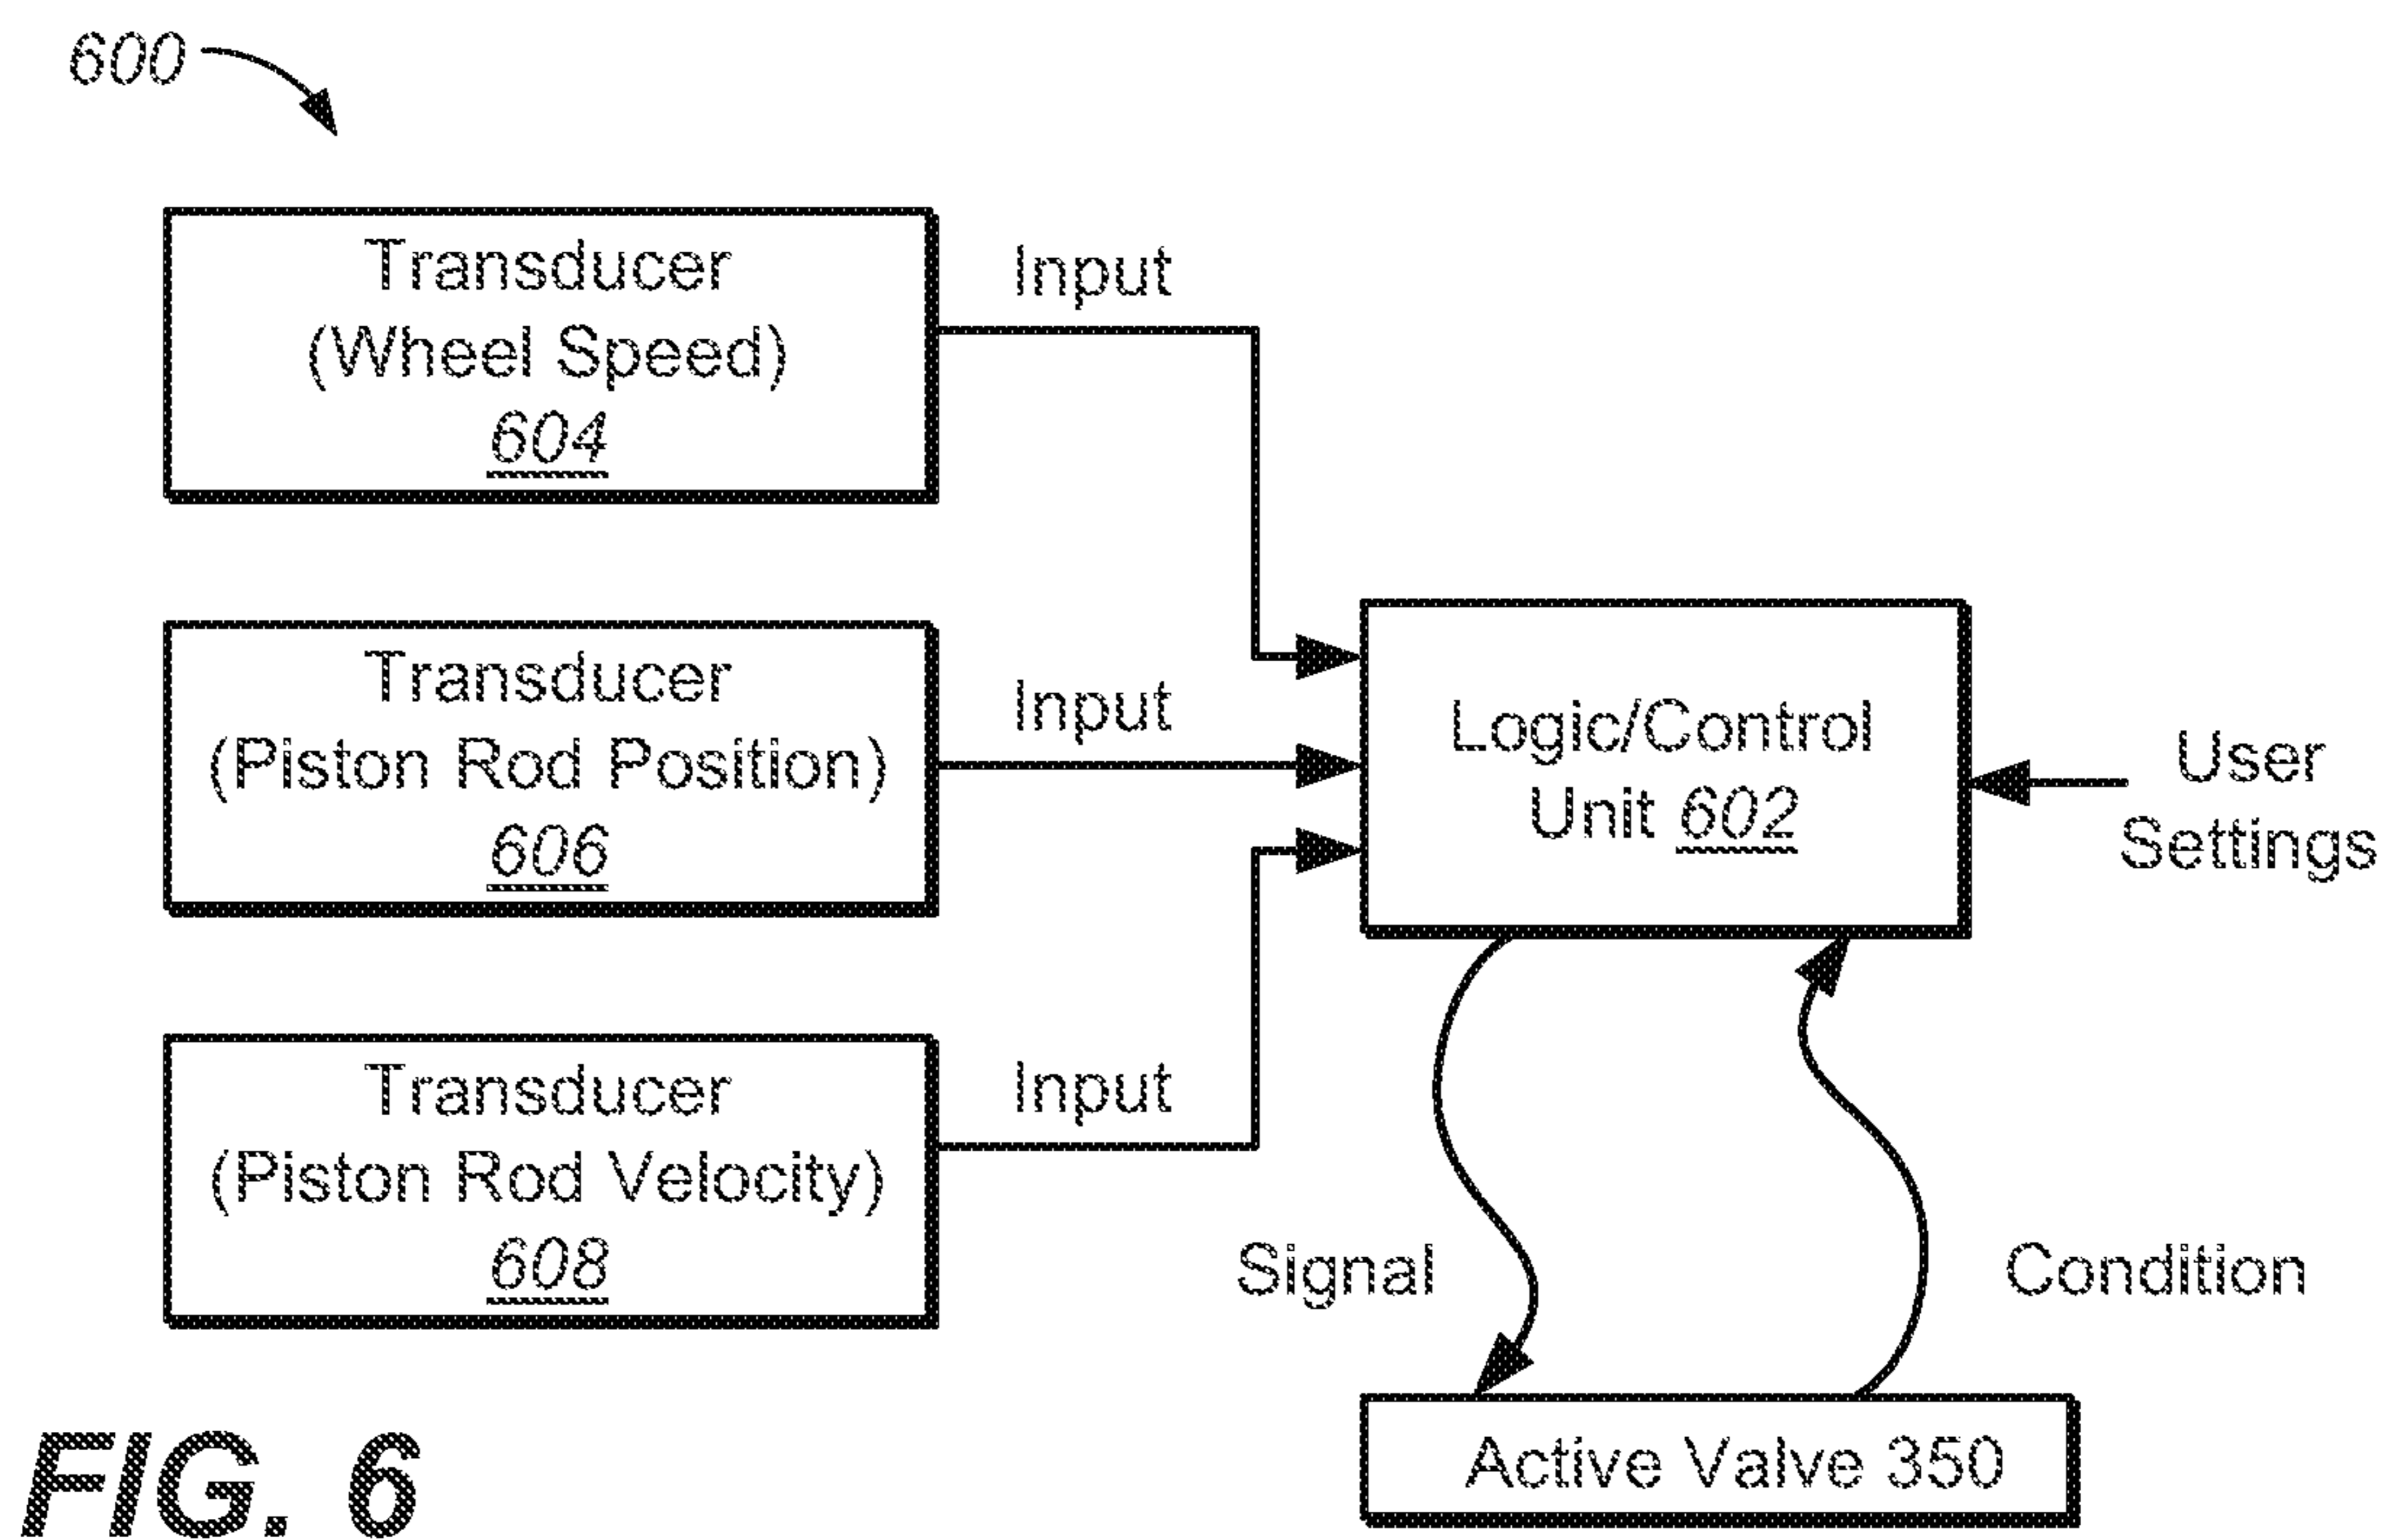 600
Transducer
(Wheel Speed)
604
Input
Transducer
(Piston Rod Position)
606
Input
Transducer
(Piston Rod Velocity)
608
Input
Logic/Control
Unit 602
User
Settings
Signal
Condition
Active Valve 350
FIG. 6